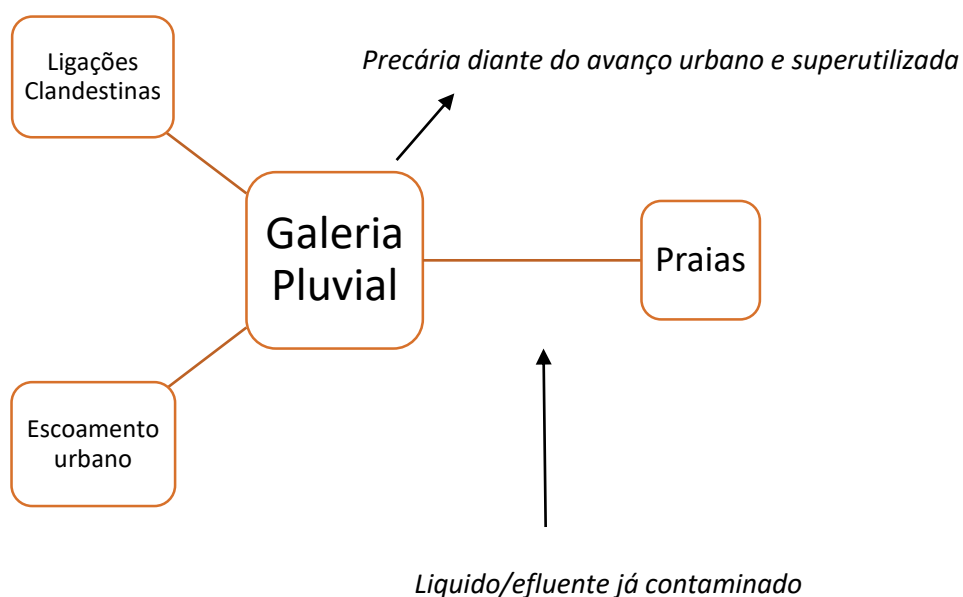 Ligações
Clandestinas
Precária diante do avanço urbano e superutilizada
Galeria
Pluvial
Praias
Escoamento
urbano
Liquido/efluente já contaminado